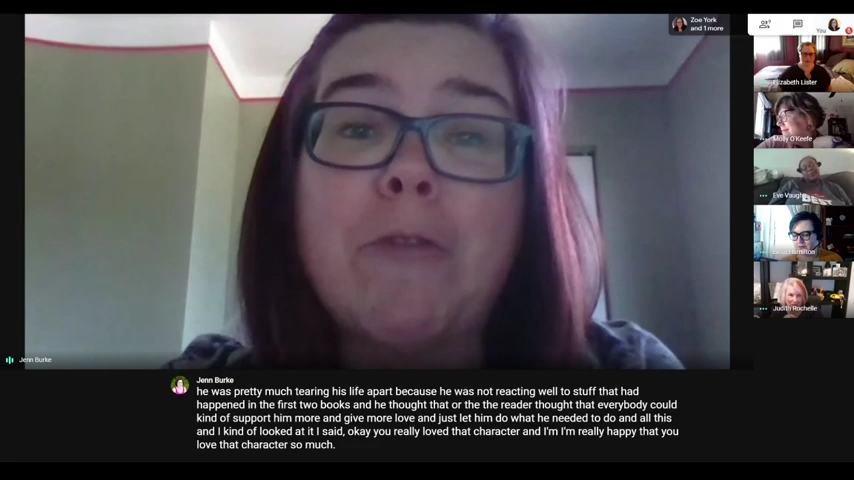 Zoe York
and 1 more
You
Elizabeth Lister
Molly O'Keefe
Eve Vaughn
Hamilton
Judith Rochelle
Jenn Burke
Jenn Burke
he was pretty much tearing his life apart because he was not reacting well to stuff that had
happened in the first two books and he thought that or the the reader thought that everybody could
kind of support him more and give more love and just let him do what he needed to do and all this
and I kind of looked at it I said, okay you really loved that character and I'm I'm really happy that you
love that character so much.